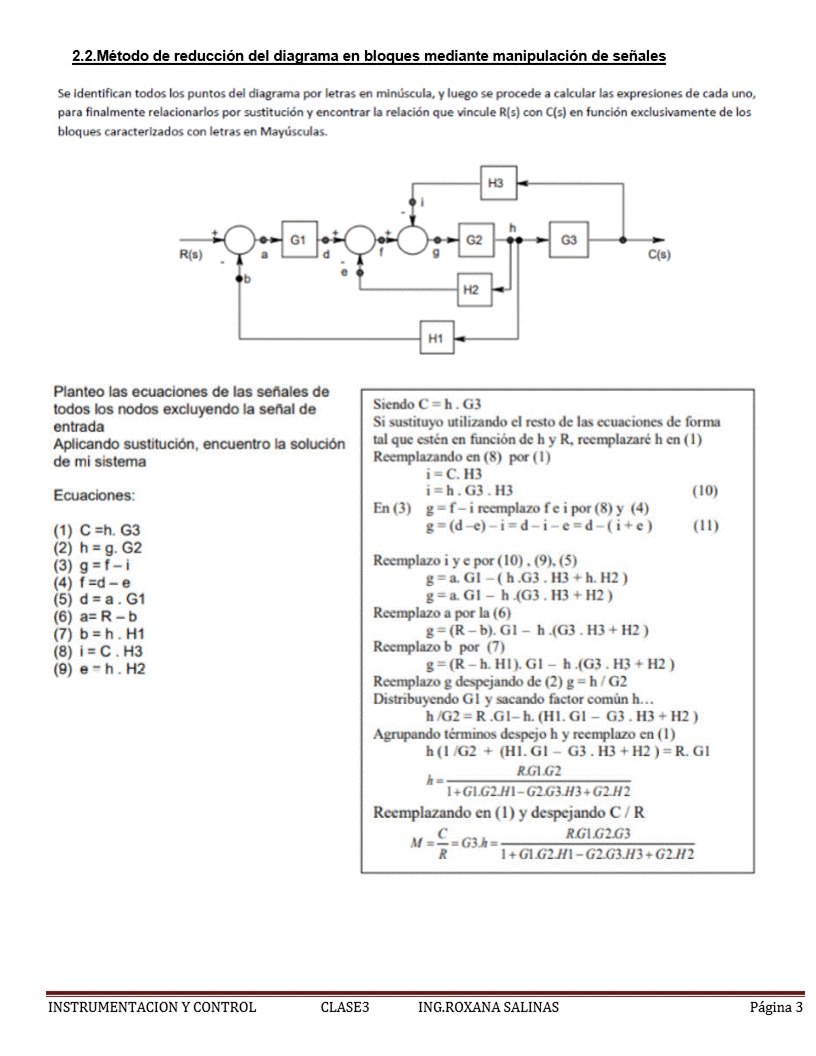 2.2.Método de reducción del diagrama en bloques mediante manipulación de señales
Se identifican todos los puntos del diagrama por letras en minúscula, y luego se procede a calcular las expresiones de cada uno,
para finalmente relacionarlos por sustitución y encontrar la relación que vincule R(s) con C(s) en función exclusivamente de los
bloques caracterizados con letras en Mayúsculas.
H3
i
-
h
+ G1 + + G2 G3
R(s) a d f g C(s)
- - e
b H2
H1
Planteo las ecuaciones de las señales de
todos los nodos excluyendo la señal de
entrada
Aplicando sustitución, encuentro la solución
de mi sistema
Ecuaciones:
(1) C =h. G3
(2) h = g. G2
(3) g = f – i
(4) f =d – e
(5) d = a . G1
(6) a= R – b
(7) b = h . H1
(8) i = C . H3
(9) e = h . H2
Siendo C = h . G3
Si sustituyo utilizando el resto de las ecuaciones de forma
tal que estén en función de h y R, reemplazaré h en (1)
Reemplazando en (8) por (1)
i = C. H3
i = h . G3 . H3 (10)
En (3) g = f – i reemplazo f e i por (8) y (4)
g = (d –e) – i = d – i – e = d – ( i + e ) (11)
Reemplazo i y e por (10) , (9), (5)
g = a. G1 – ( h .G3 . H3 + h. H2 )
g = a. G1 – h .(G3 . H3 + H2 )
Reemplazo a por la (6)
g = (R – b). G1 – h .(G3 . H3 + H2 )
Reemplazo b por (7)
g = (R – h. H1). G1 – h .(G3 . H3 + H2 )
Reemplazo g despejando de (2) g = h / G2
Distribuyendo G1 y sacando factor común h…
h /G2 = R .G1– h. (H1. G1 – G3 . H3 + H2 )
Agrupando términos despejo h y reemplazo en (1)
h (1 /G2 + (H1. G1 – G3 . H3 + H2 ) = R. G1
h = R.G1.G2 / 1 + G1.G2.H1 – G2.G3.H3 + G2.H2
Reemplazando en (1) y despejando C / R
M = C / R = G3.h = R.G1.G2.G3 / 1 + G1.G2.H1 – G2.G3.H3 + G2.H2
INSTRUMENTACION Y CONTROL CLASE3 ING.ROXANA SALINAS Página 3